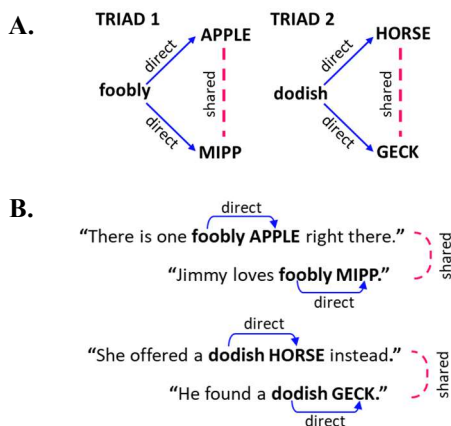 A.
TRIAD 1 TRIAD 2
APPLE HORSE
direct direct
foobly shared dodish shared
direct direct
MIPP GECK
B.
direct
“There is one foobly APPLE right there.”
shared
“Jimmy loves foobly MIPP.”
direct
direct
“She offered a dodish HORSE instead.”
shared
“He found a dodish GECK.”
direct